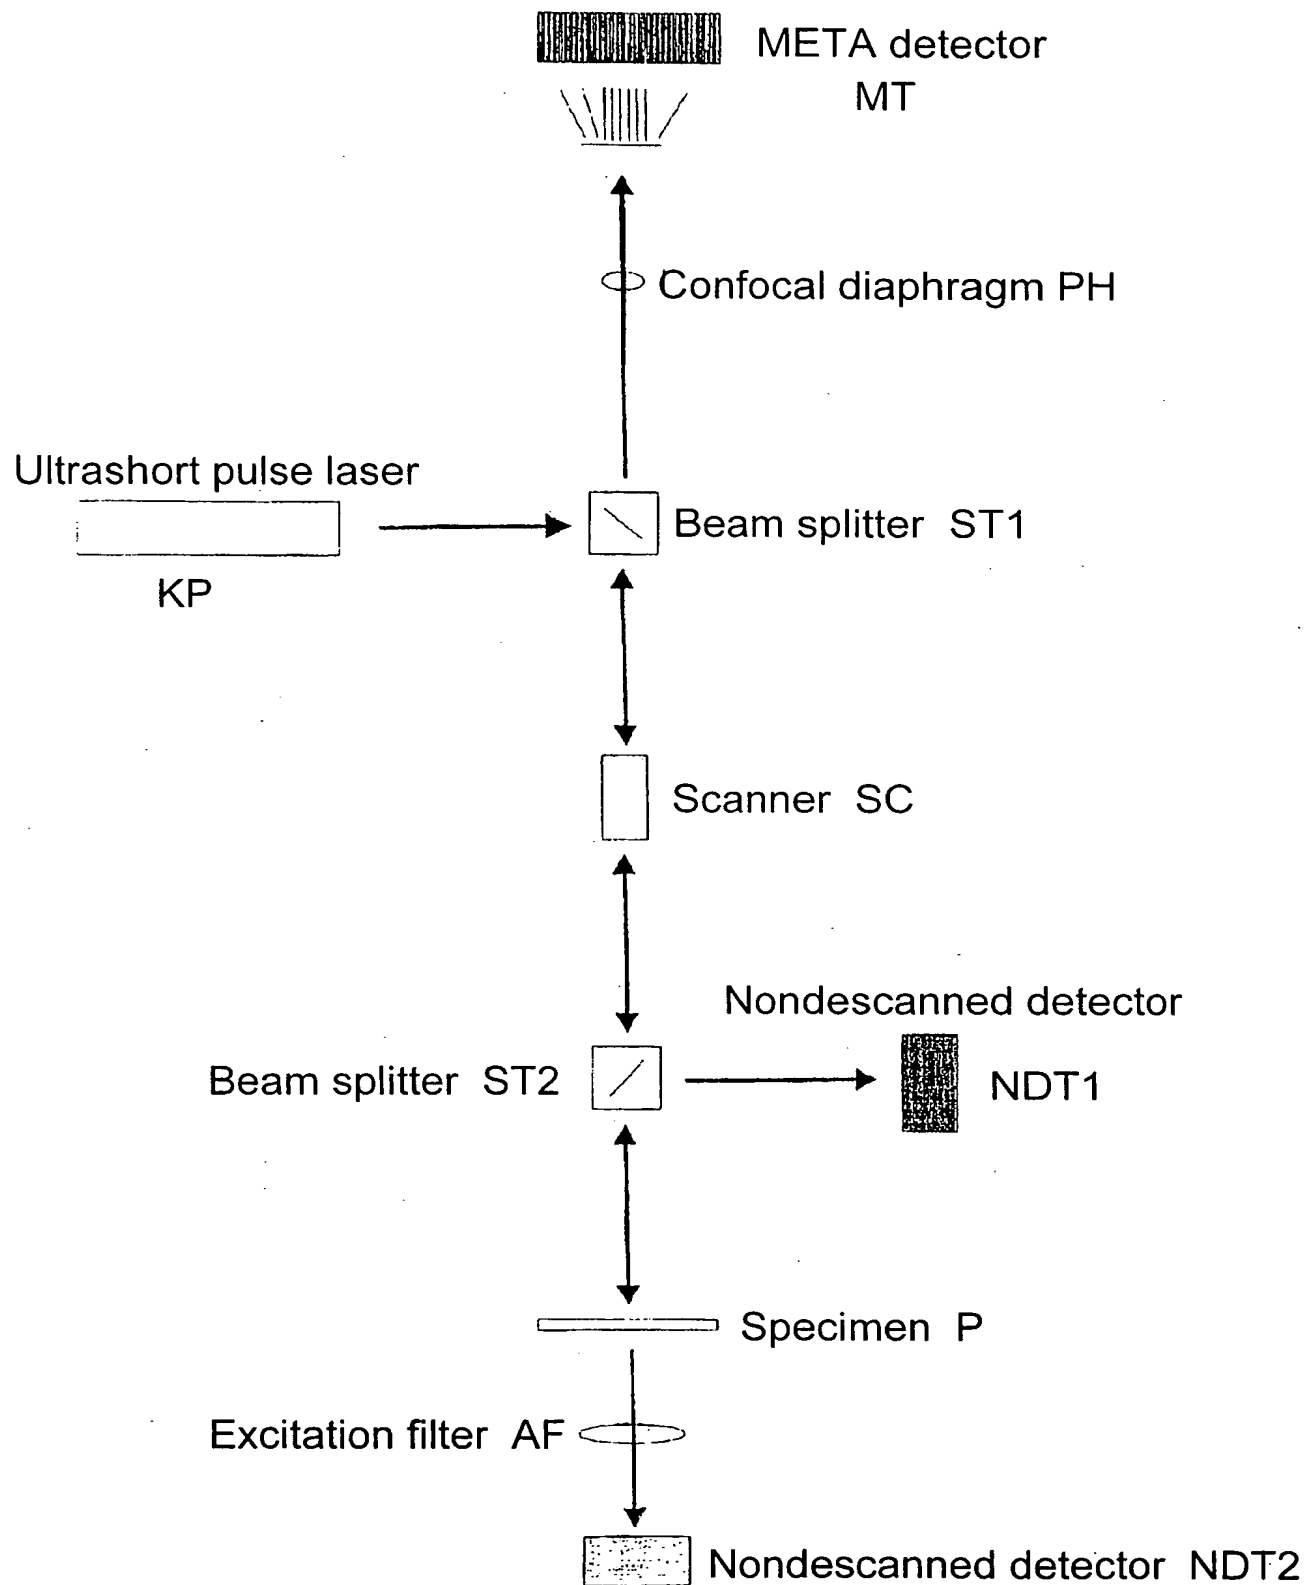 META detector
MT
Confocal diaphragm PH
Ultrashort pulse laser
KP
Beam splitter ST1
Scanner SC
Nondescanned detector
NDT1
Beam splitter ST2
Specimen P
Excitation filter AF
Nondescanned detector NDT2